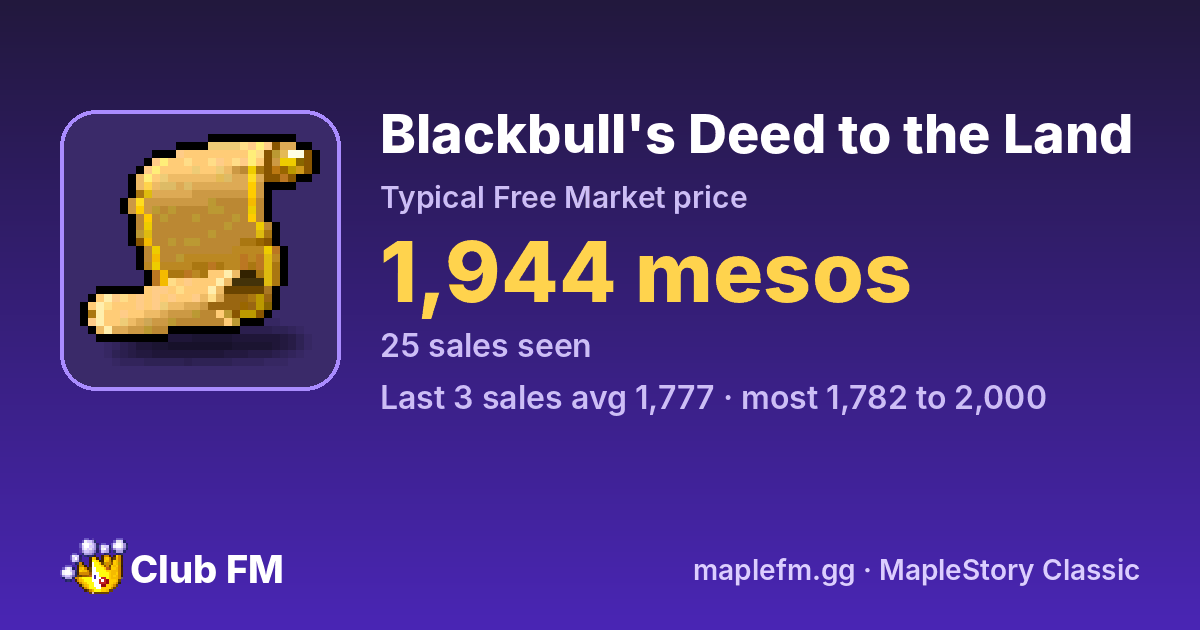 Blackbull's Deed to the Land
Typical Free Market price
1,944 mesos
25 sales seen
Last 3 sales avg 1,777 · most 1,782 to 2,000
Club FM
maplefm.gg · MapleStory Classic